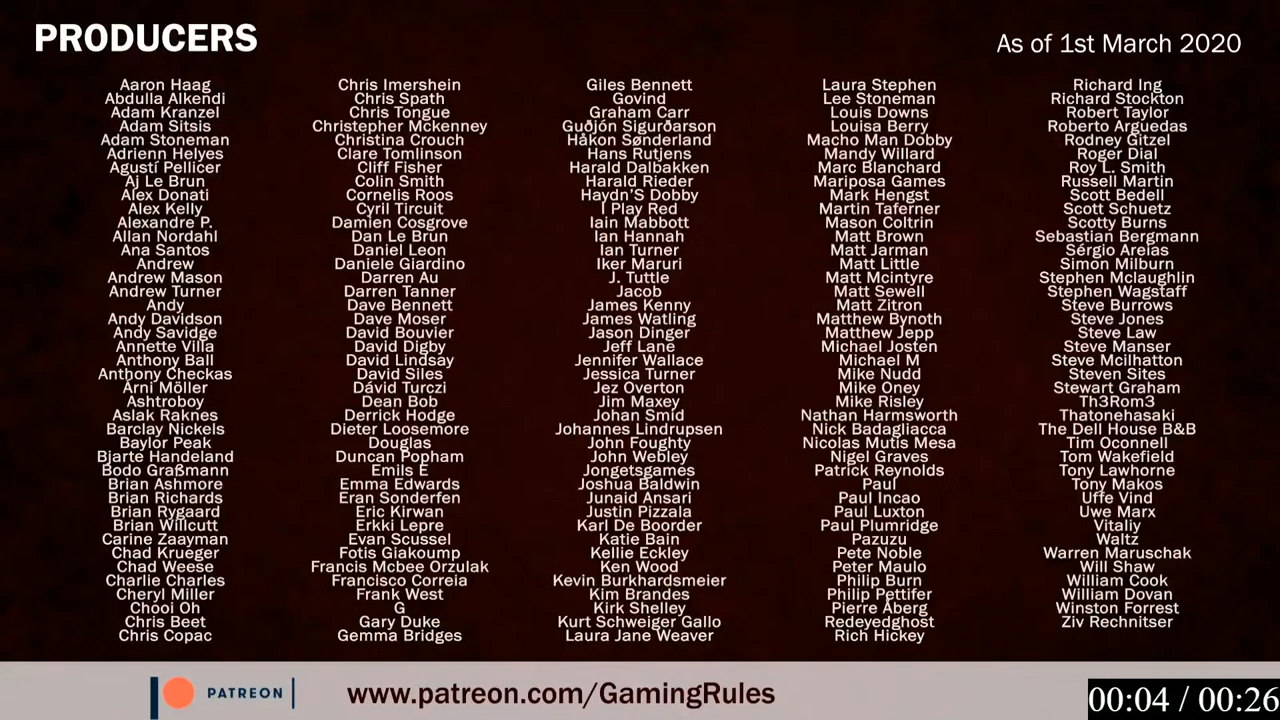 PRODUCERS
As of 1st March 2020
Aaron Haag
Abdulla Alkendi
Adam Kranzel
Adam Sitsis
Adam Stoneman
Adrienn Helyes
Agustí Pellicer
Aj Le Brun
Alex Donati
Alex Kelly
Alexandre P.
Allan Nordahl
Ana Santos
Andrew
Andrew Mason
Andrew Turner
Andy
Andy Davidson
Andy Savidge
Annette Villa
Anthony Ball
Anthony Checkas
Árni Möller
Ashtroboy
Aslak Raknes
Barclay Nickels
Baylor Peak
Bjarte Handeland
Bodo Graßmann
Brian Ashmore
Brian Richards
Brian Rygaard
Brian Willcutt
Carine Zaayman
Chad Krueger
Chad Weese
Charlie Charles
Cheryl Miller
Chooi Oh
Chris Beet
Chris Copac
Chris Imershein
Chris Spath
Chris Tongue
Christepher Mckenney
Christina Crouch
Clare Tomlinson
Cliff Fisher
Colin Smith
Cornelis Roos
Cyril Tircuit
Damien Cosgrove
Dan Le Brun
Daniel Leon
Daniele Giardino
Darren Au
Darren Tanner
Dave Bennett
Dave Moser
David Bouvier
David Digby
David Lindsay
David Siles
Dávid Turczi
Dean Bob
Derrick Hodge
Dieter Loosemore
Douglas
Duncan Popham
Emils E
Emma Edwards
Eran Sonderfen
Eric Kirwan
Erkki Lepre
Evan Scussel
Fotis Giakoump
Francis Mcbee Orzulak
Francisco Correia
Frank West
G
Gary Duke
Gemma Bridges
Giles Bennett
Govind
Graham Carr
Guðjón Sigurðarson
Håkon Sønderland
Hans Rutjens
Harald Dalbakken
Harald Rieder
Haydn'S Dobby
I Play Red
Iain Mabbott
Ian Hannah
Ian Turner
Iker Maruri
J. Tuttle
Jacob
James Kenny
James Watling
Jason Dinger
Jeff Lane
Jennifer Wallace
Jessica Turner
Jez Overton
Jim Maxey
Johan Smid
Johannes Lindrupsen
John Foughty
John Webley
Jongetsgames
Joshua Baldwin
Junaid Ansari
Justin Pizzala
Karl De Boorder
Katie Bain
Kellie Eckley
Ken Wood
Kevin Burkhardsmeier
Kim Brandes
Kirk Shelley
Kurt Schweiger Gallo
Laura Jane Weaver
Laura Stephen
Lee Stoneman
Louis Downs
Louisa Berry
Macho Man Dobby
Mandy Willard
Marc Blanchard
Mariposa Games
Mark Hengst
Martin Taferner
Mason Coltrin
Matt Brown
Matt Jarman
Matt Little
Matt Mcintyre
Matt Sewell
Matt Zitron
Matthew Bynoth
Matthew Jepp
Michael Josten
Michael M
Mike Nudd
Mike Oney
Mike Risley
Nathan Harmsworth
Nick Badagliacca
Nicolas Mutis Mesa
Nigel Graves
Patrick Reynolds
Paul
Paul Incao
Paul Luxton
Paul Plumridge
Pazuzu
Pete Noble
Peter Maulo
Philip Burn
Philip Pettifer
Pierre Åberg
Redeyedghost
Rich Hickey
Richard Ing
Richard Stockton
Robert Taylor
Roberto Arguedas
Rodney Gitzel
Roger Dial
Roy L. Smith
Russell Martin
Scott Bedell
Scott Schuetz
Scotty Burns
Sebastian Bergmann
Sérgio Areias
Simon Milburn
Stephen Mclaughlin
Stephen Wagstaff
Steve Burrows
Steve Jones
Steve Law
Steve Manser
Steve Mcilhatton
Steven Sites
Stewart Graham
Th3Rom3
Thatonehasaki
The Dell House B&B
Tim Oconnell
Tom Wakefield
Tony Lawhorne
Tony Makos
Uffe Vind
Uwe Marx
Vitaliy
Waltz
Warren Maruschak
Will Shaw
William Cook
William Dovan
Winston Forrest
Ziv Rechnitser
PATREON
www.patreon.com/GamingRules
00:04 / 00:26